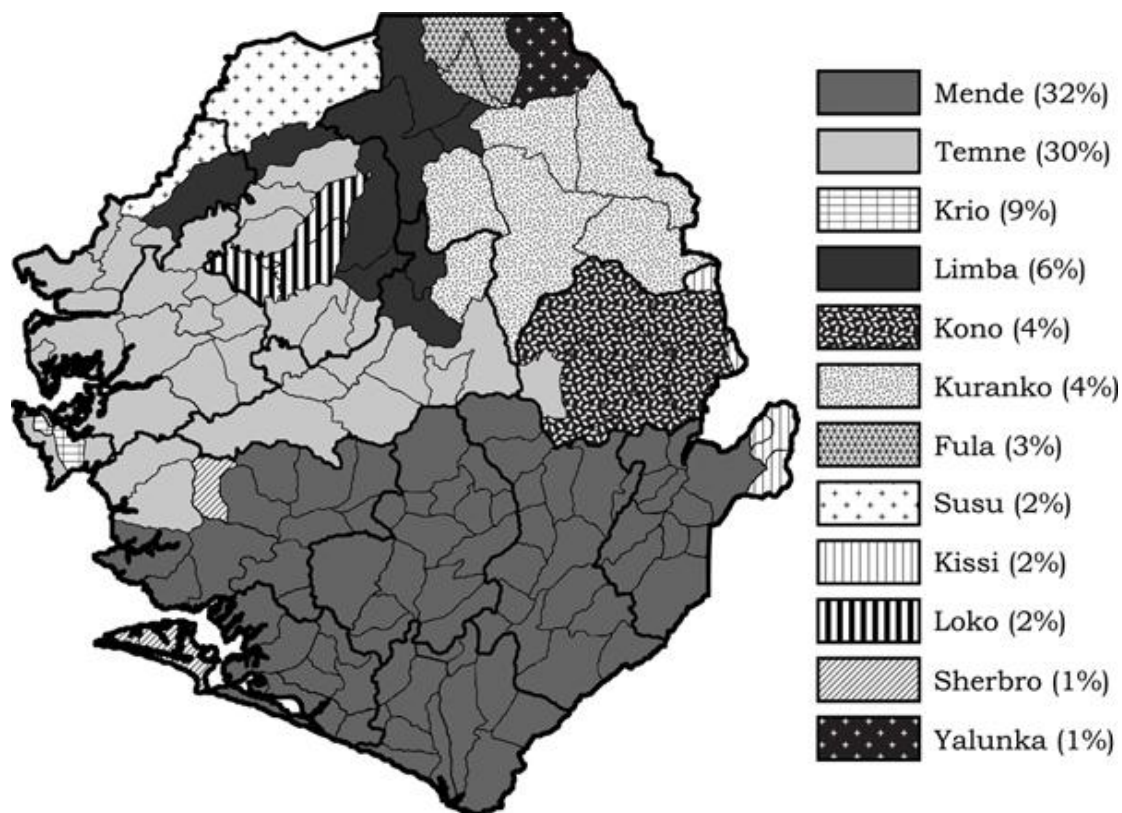 Mende (32%)
Temne (30%)
Krio (9%)
Limba (6%)
Kono (4%)
Kuranko (4%)
Fula (3%)
Susu (2%)
Kissi (2%)
Loko (2%)
Sherbro (1%)
Yalunka (1%)